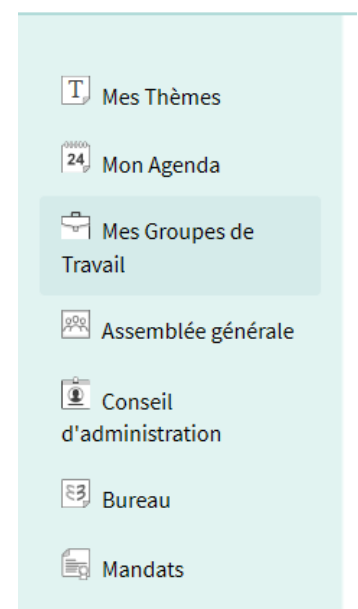 T
Mes Thèmes
24
Mon Agenda
Mes Groupes de
Travail
Assemblée générale
Conseil
d'administration
Bureau
Mandats